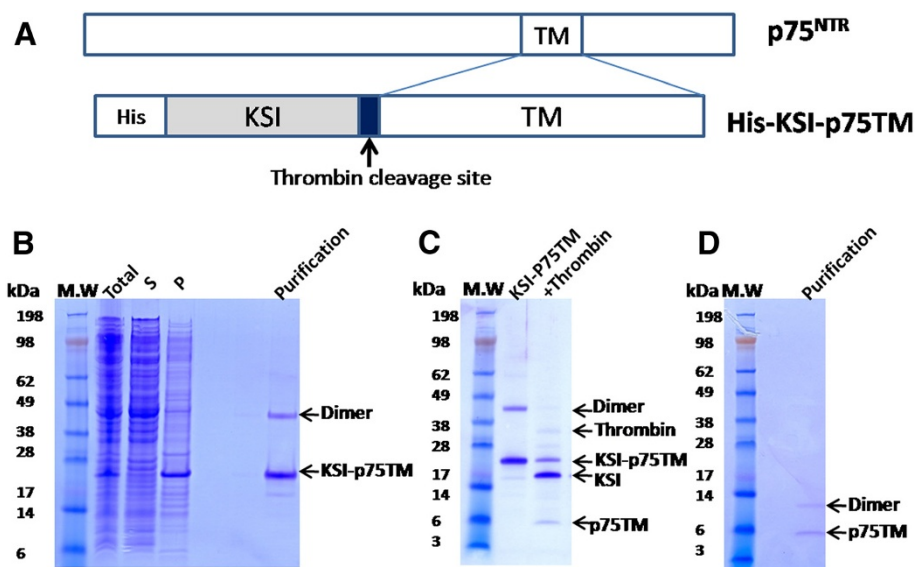 A
TM
p75NTR
His
KSI
TM
His-KSI-p75TM
Thrombin cleavage site
B
kDa
M.W
Total
S
P
Purification
198
98
62
49
38
28
17
14
6
Dimer
KSI-p75TM
C
kDa
M.W
KSI-P75TM
+Thrombin
198
98
62
49
38
28
17
14
6
3
Dimer
Thrombin
KSI-p75TM
KSI
p75TM
D
kDa
M.W
Purification
198
98
62
49
38
28
17
14
6
3
Dimer
p75TM